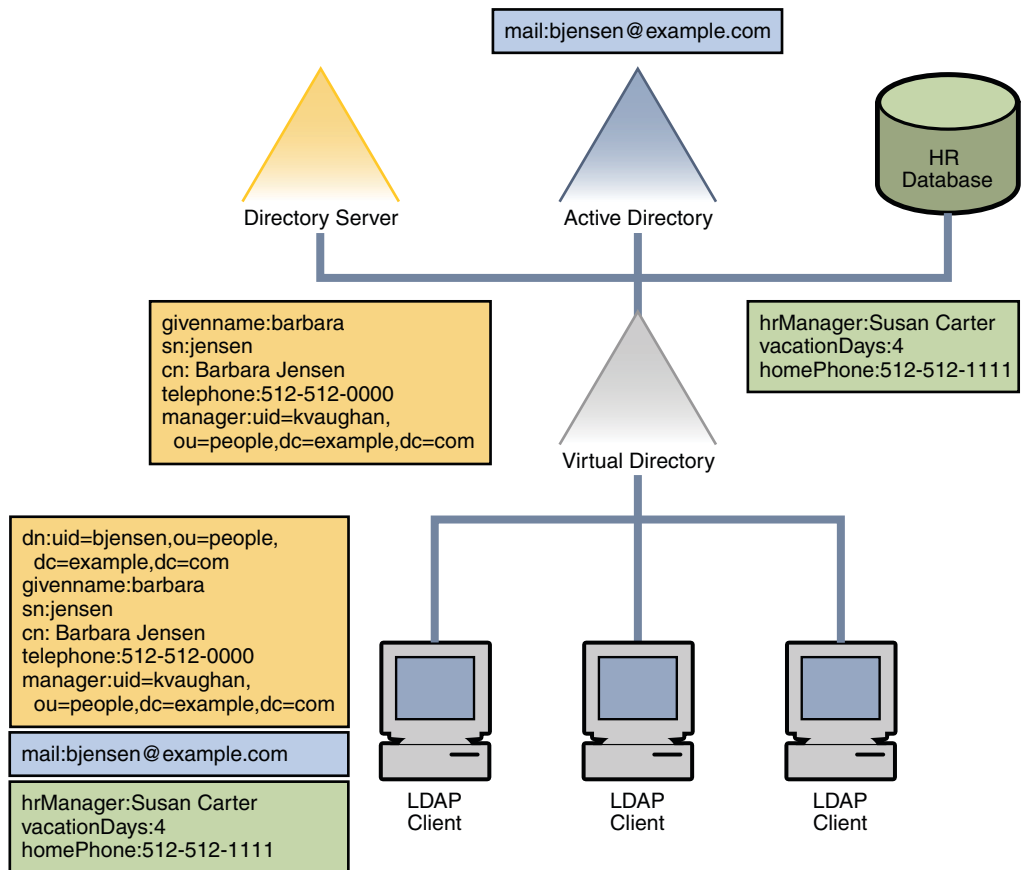 mail:bjensen@example.com
HR
Database
Directory Server
Active Directory
givenname:barbara
sn:jensen
cn: Barbara Jensen
telephone:512-512-0000
manager:uid=kvaughan,
ou=people,dc=example,dc=com
hrManager:Susan Carter
vacationDays:4
homePhone:512-512-1111
Virtual Directory
dn:uid=bjensen,ou=people,
dc=example,dc=com
givenname:barbara
sn:jensen
cn: Barbara Jensen
telephone:512-512-0000
manager:uid=kvaughan,
ou=people,dc=example,dc=com
mail:bjensen@example.com
hrManager:Susan Carter
vacationDays:4
homePhone:512-512-1111
LDAP
Client
LDAP
Client
LDAP
Client